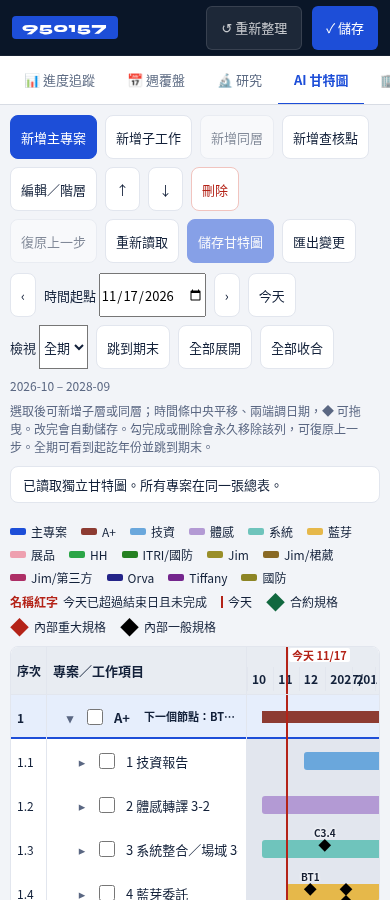 950157
↺ 重新整理
✓ 儲存
📊 進度追蹤
📅 週覆盤
🔬 研究
AI 甘特圖
新增主專案
新增子工作
新增同層
新增查核點
編輯／階層
↑
↓
刪除
復原上一步
重新讀取
儲存甘特圖
匯出變更
‹
時間起點
11/17/2026
›
今天
檢視
全期
跳到期末
全部展開
全部收合
2026-10 – 2028-09
選取後可新增子層或同層；時間條中央平移、兩端調日期，◆ 可拖
曳。改完會自動儲存。勾完成或刪除會永久移除該列，可復原上一
步。全期可看到起訖年份並跳到期末。
已讀取獨立甘特圖。所有專案在同一張總表。
主專案
A+
技資
體感
系統
藍芽
展品
HH
ITRI/國防
Jim
Jim/桾葳
Jim/第三方
Orva
Tiffany
國防
名稱紅字 今天已超過結束日且未完成
今天
合約規格
內部重大規格
內部一般規格
今天 11/17
序次
專案／工作項目
10
11
12
1
▾
A+
下一個節點：BT…
1.1
▸
1 技資報告
1.2
▸
2 體感轉譯 3-2
1.3
▸
3 系統整合／場域 3
C3.4
1.4
▸
4 藍芽委託
BT1